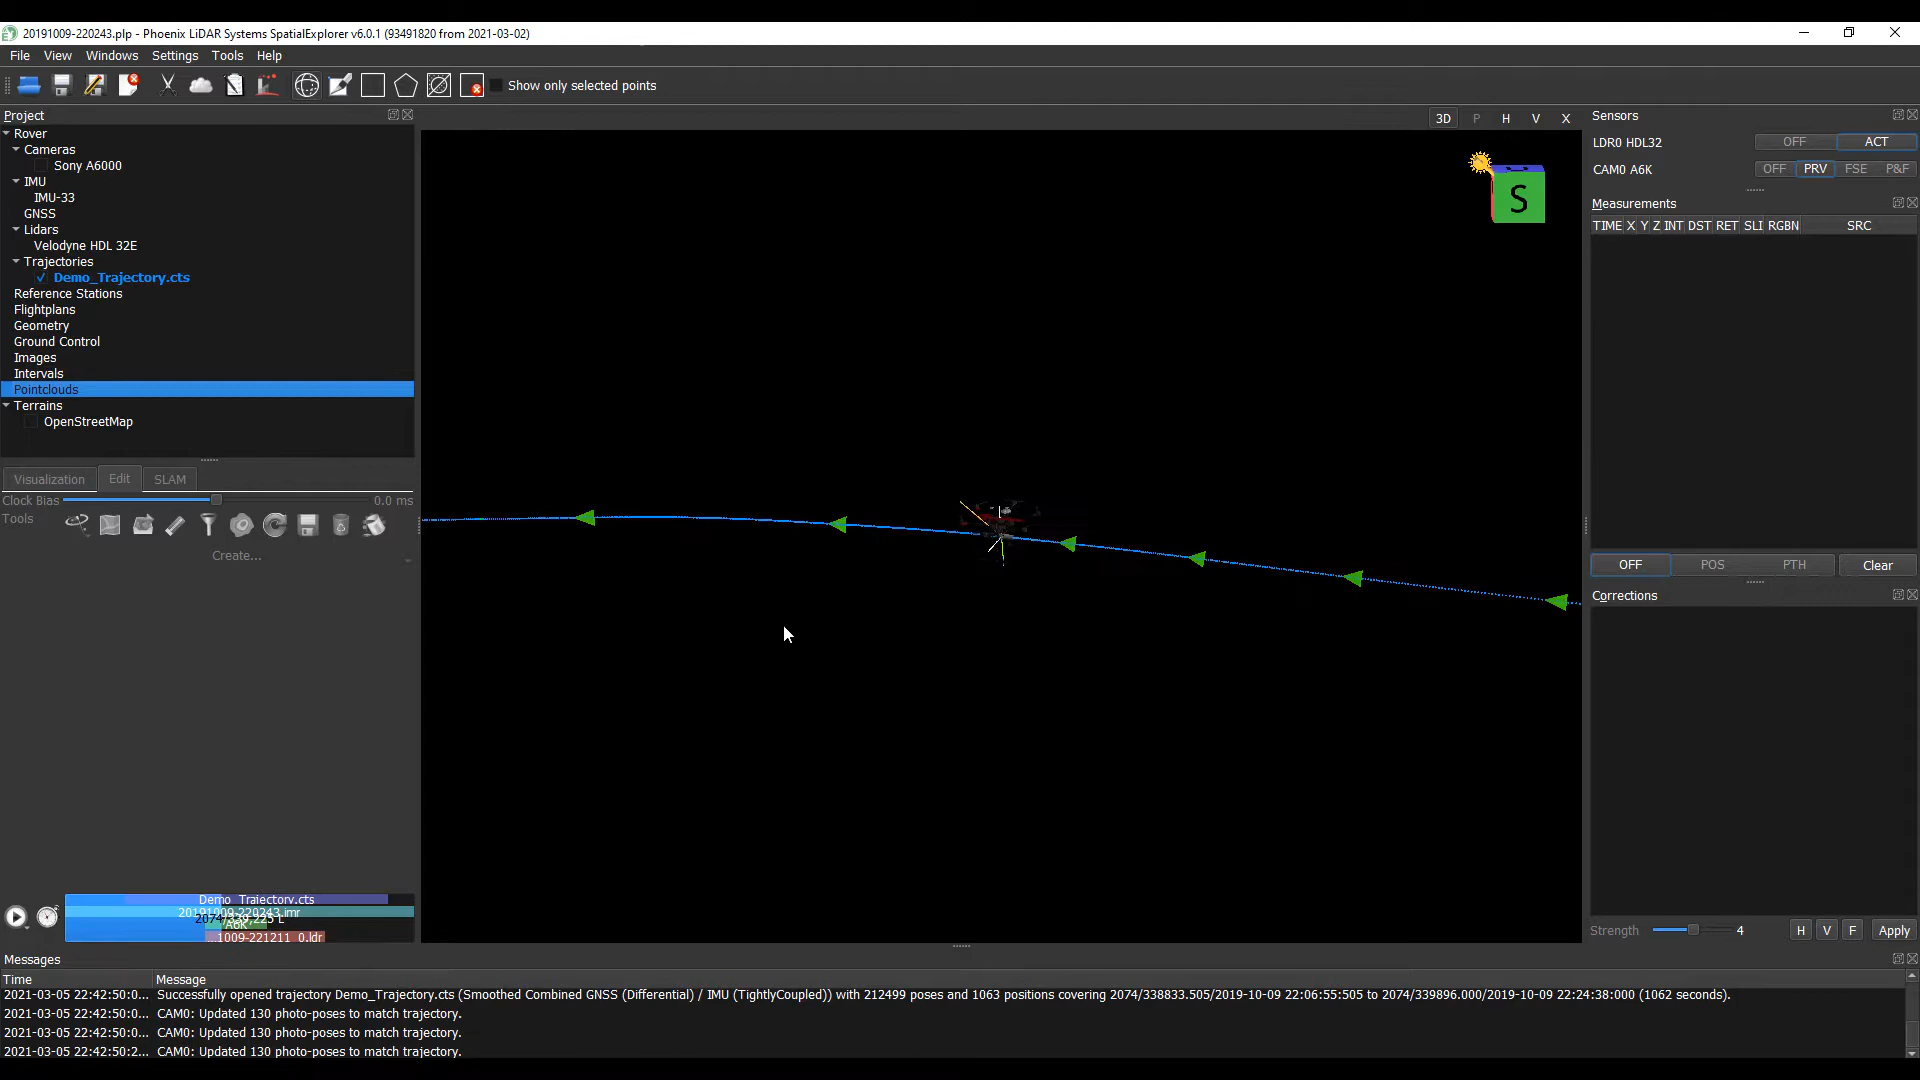 20191009-220243.plp - Phoenix LiDAR Systems SpatialExplorer v6.0.1 (93491820 from 2021-03-02)
File View Windows Settings Tools Help
Show only selected points
Project
Rover
Cameras
Sony A6000
IMU
IMU-33
GNSS
Lidars
Velodyne HDL 32E
Trajectories
Demo_Trajectory.cts
Reference Stations
Flightplans
Geometry
Ground Control
Images
Intervals
Pointclouds
Terrains
OpenStreetMap
Visualization Edit SLAM
Clock Bias 0.0 ms
Tools
Create...
Demo_Trajectory.cts
20191009-220243.imr
2074/339,225 L
A6K
...1009-221211_0.ldr
3D P H V X
S
Sensors
LDR0 HDL32 OFF ACT
CAM0 A6K OFF PRV FSE P&F
Measurements
TIME X Y Z INT DST RET SLI RGBN SRC
OFF POS PTH Clear
Corrections
Strength 4 H V F Apply
Messages
Time Message
2021-03-05 22:42:50:0... Successfully opened trajectory Demo_Trajectory.cts (Smoothed Combined GNSS (Differential) / IMU (TightlyCoupled)) with 212499 poses and 1063 positions covering 2074/338833.505/2019-10-09 22:06:55:505 to 2074/339896.000/2019-10-09 22:24:38:000 (1062 seconds).
2021-03-05 22:42:50:0... CAM0: Updated 130 photo-poses to match trajectory.
2021-03-05 22:42:50:0... CAM0: Updated 130 photo-poses to match trajectory.
2021-03-05 22:42:50:2... CAM0: Updated 130 photo-poses to match trajectory.